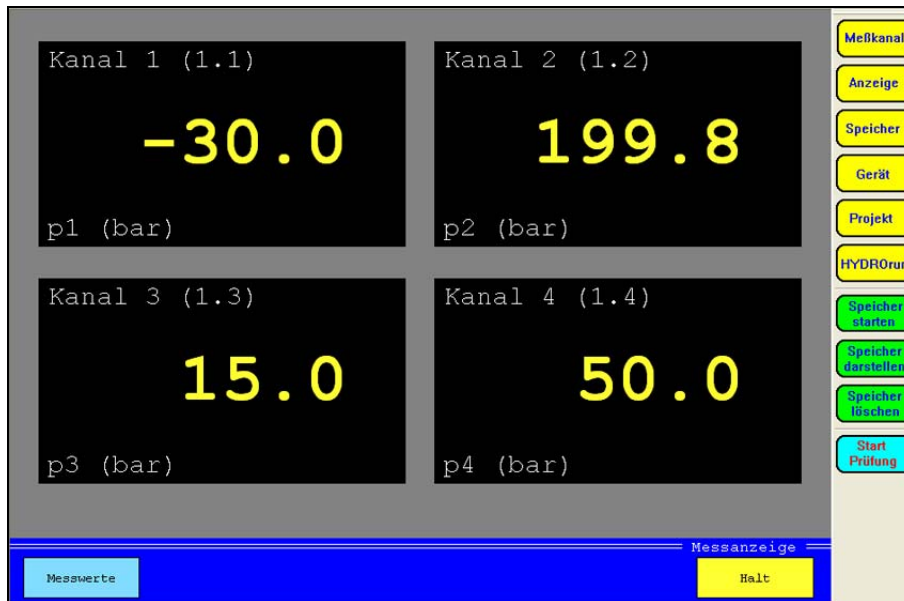 Kanal 1 (1.1)
-30.0
p1 (bar)
Kanal 2 (1.2)
199.8
p2 (bar)
Kanal 3 (1.3)
15.0
p3 (bar)
Kanal 4 (1.4)
50.0
p4 (bar)
Messanzeige
Messwerte
Halt
Meßkanal
Anzeige
Speicher
Gerät
Projekt
HYDROrun
Speicher
starten
Speicher
darstellen
Speicher
löschen
Start
Prüfung